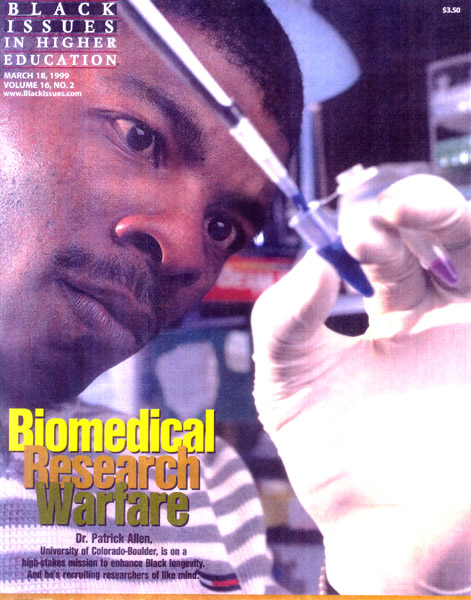 BLACK
ISSUES
IN HIGHER
EDUCATION
MARCH 18, 1999
VOLUME 16, NO. 2
www.BlackIssues.com
$3.50
Biomedical
Research
Warfare
Dr. Patrick Allen,
University of Colorado-Boulder, is on a
high-stakes mission to enhance Black longevity.
And he's recruiting researchers of like mind.